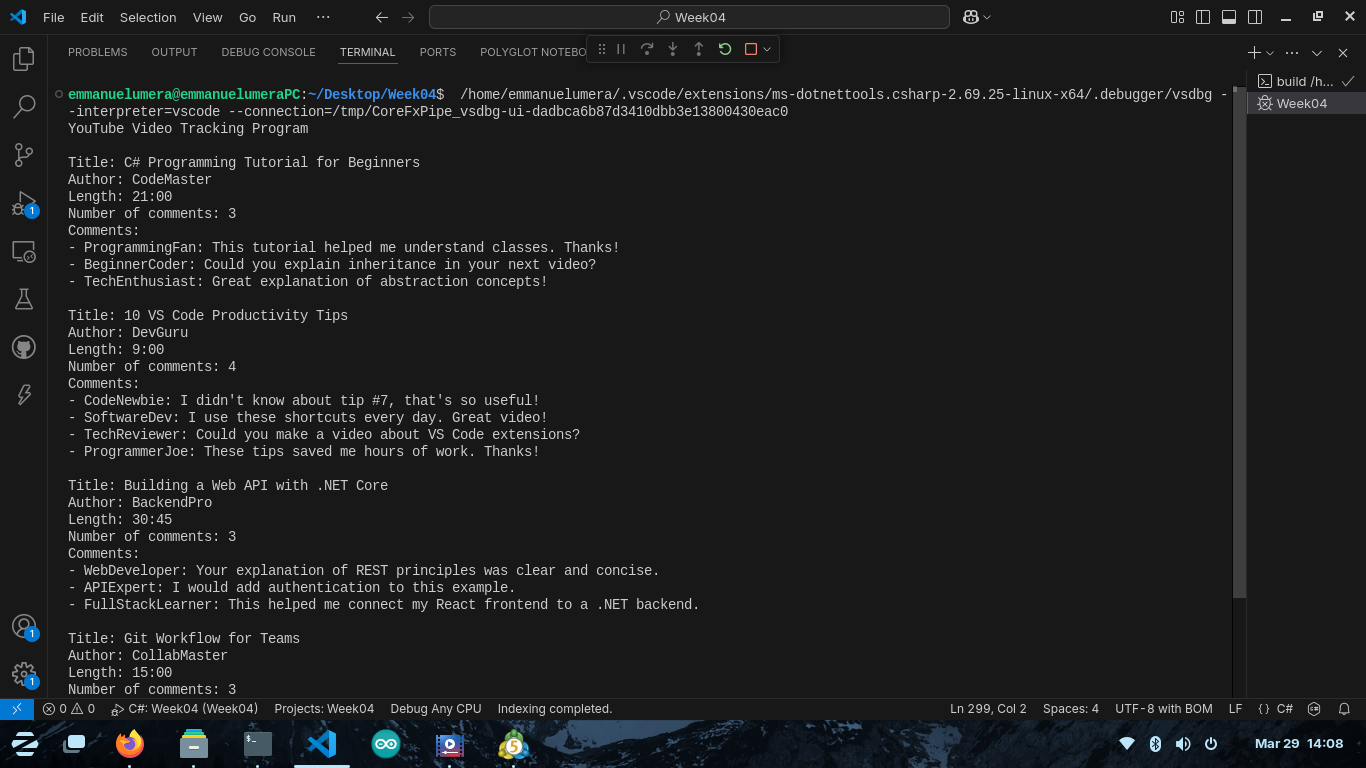 File Edit Selection View Go Run ··· Week04
PROBLEMS OUTPUT DEBUG CONSOLE TERMINAL PORTS POLYGLOT NOTEBO
build /h...
Week04
emmanuelumera@emmanuelumeraPC:~/Desktop/Week04$ /home/emmanuelumera/.vscode/extensions/ms-dotnettools.csharp-2.69.25-linux-x64/.debugger/vsdbg -
-interpreter=vscode --connection=/tmp/CoreFxPipe_vsdbg-ui-dadbca6b87d3410dbb3e13800430eac0
YouTube Video Tracking Program
Title: C# Programming Tutorial for Beginners
Author: CodeMaster
Length: 21:00
Number of comments: 3
Comments:
- ProgrammingFan: This tutorial helped me understand classes. Thanks!
- BeginnerCoder: Could you explain inheritance in your next video?
- TechEnthusiast: Great explanation of abstraction concepts!
Title: 10 VS Code Productivity Tips
Author: DevGuru
Length: 9:00
Number of comments: 4
Comments:
- CodeNewbie: I didn't know about tip #7, that's so useful!
- SoftwareDev: I use these shortcuts every day. Great video!
- TechReviewer: Could you make a video about VS Code extensions?
- ProgrammerJoe: These tips saved me hours of work. Thanks!
Title: Building a Web API with .NET Core
Author: BackendPro
Length: 30:45
Number of comments: 3
Comments:
- WebDeveloper: Your explanation of REST principles was clear and concise.
- APIExpert: I would add authentication to this example.
- FullStackLearner: This helped me connect my React frontend to a .NET backend.
Title: Git Workflow for Teams
Author: CollabMaster
Length: 15:00
Number of comments: 3
1
1
1
0 0 C#: Week04 (Week04) Projects: Week04 Debug Any CPU Indexing completed. Ln 299, Col 2 Spaces: 4 UTF-8 with BOM LF {} C#
$_ 5 Mar 29 14:08